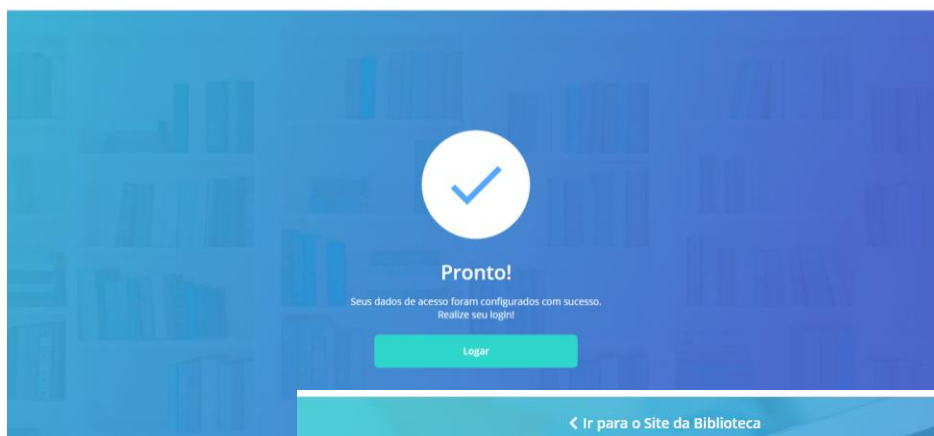 Pronto!
Seus dados de acesso foram configurados com sucesso.
Realize seu login!
Logar
Ir para o Site da Biblioteca